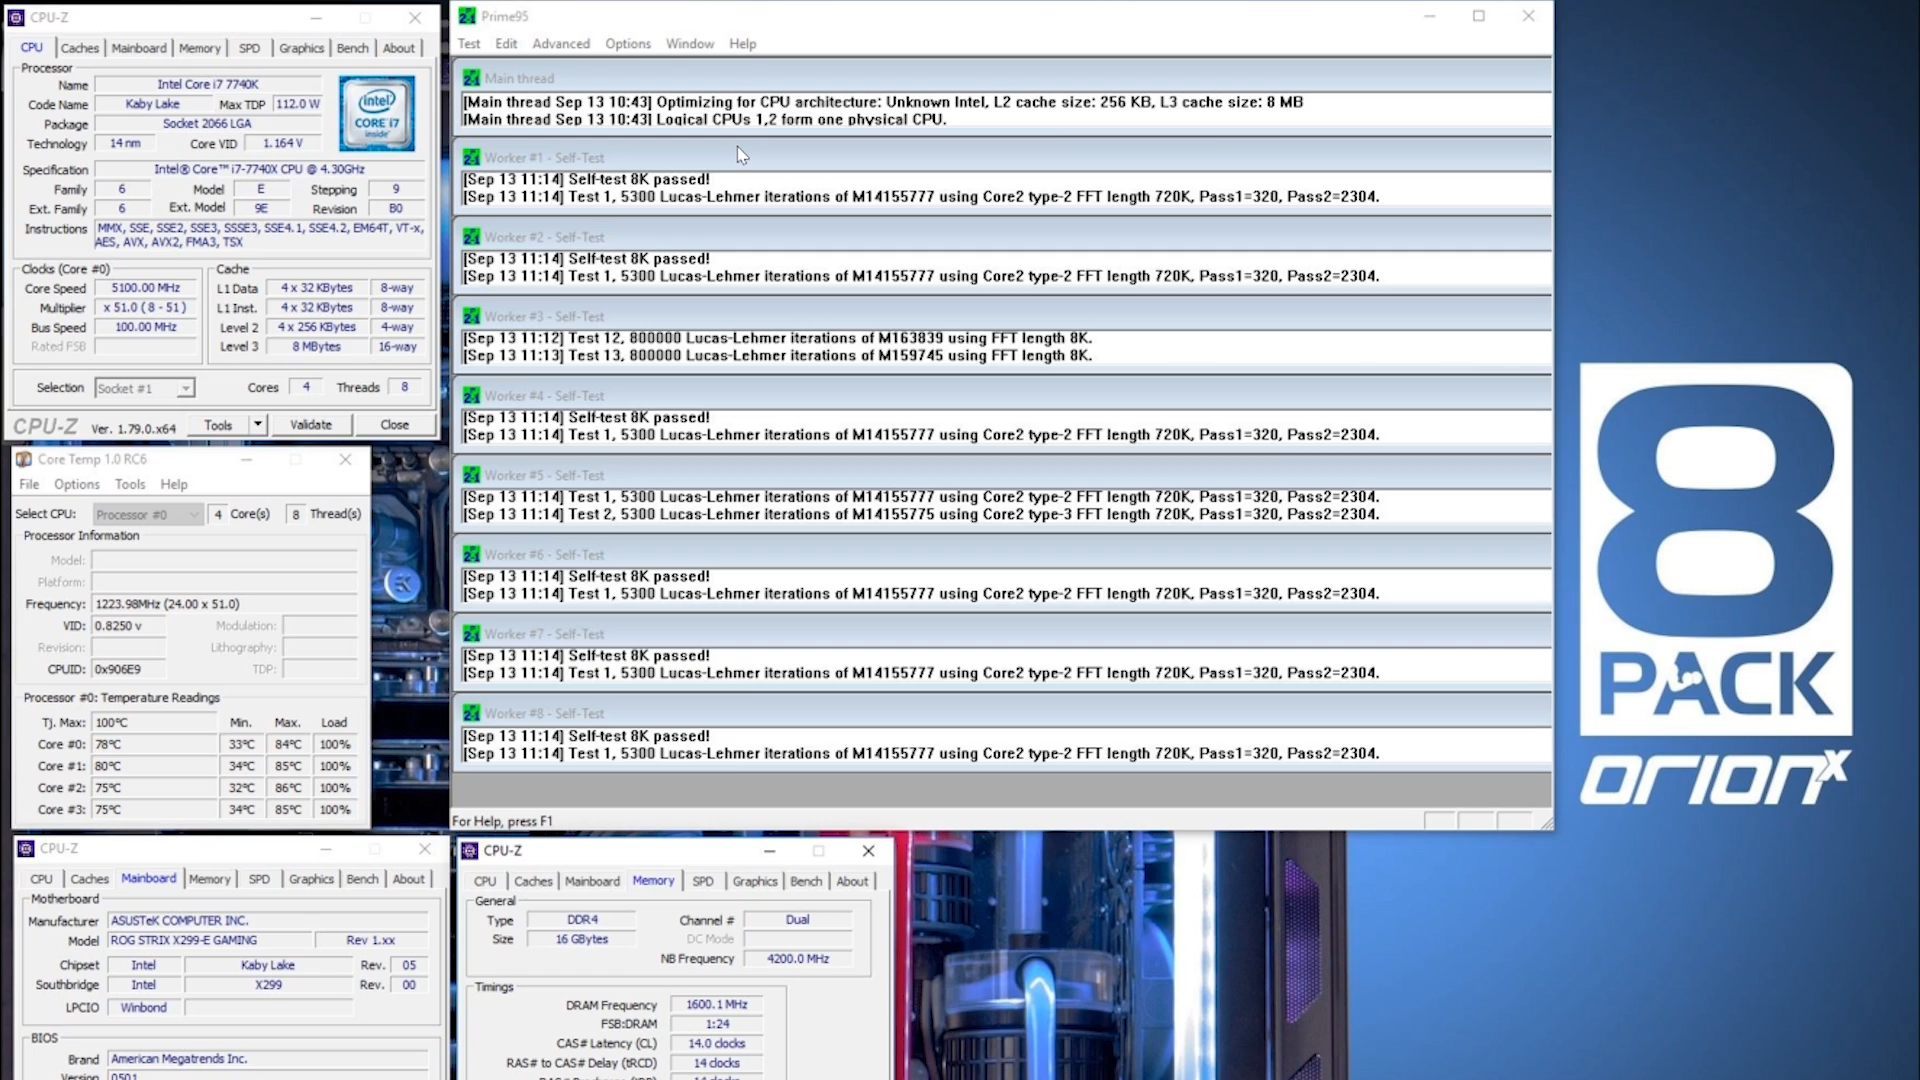 CPU-Z
CPU Caches Mainboard Memory SPD Graphics Bench About
Processor
Name Intel Core i7 7740K
Code Name Kaby Lake Max TDP 112.0 W
Package Socket 2066 LGA
Technology 14 nm Core VID 1.164 V
intel
CORE i7
inside
Specification Intel® Core™ i7-7740X CPU @ 4.30GHz
Family 6 Model E Stepping 9
Ext. Family 6 Ext. Model 9E Revision B0
Instructions MMX, SSE, SSE2, SSE3, SSSE3, SSE4.1, SSE4.2, EM64T, VT-x,
AES, AVX, AVX2, FMA3, TSX
Clocks (Core #0)
Core Speed 5100.00 MHz
Multiplier x 51.0 ( 8 - 51 )
Bus Speed 100.00 MHz
Rated FSB
Cache
L1 Data 4 x 32 KBytes 8-way
L1 Inst. 4 x 32 KBytes 8-way
Level 2 4 x 256 KBytes 4-way
Level 3 8 MBytes 16-way
Selection Socket #1 Cores 4 Threads 8
CPU-Z Ver. 1.79.0.x64 Tools Validate Close
Core Temp 1.0 RC6
File Options Tools Help
Select CPU: Processor #0 4 Core(s) 8 Thread(s)
Processor Information
Model:
Platform:
Frequency: 1223.98MHz (24.00 x 51.0)
VID: 0.8250 v Modulation:
Revision: Lithography:
CPUID: 0x906E9 TDP:
Processor #0: Temperature Readings
Tj. Max: 100°C Min. Max. Load
Core #0: 78°C 33°C 84°C 100%
Core #1: 80°C 34°C 85°C 100%
Core #2: 75°C 32°C 86°C 100%
Core #3: 75°C 34°C 85°C 100%
CPU-Z
CPU Caches Mainboard Memory SPD Graphics Bench About
Motherboard
Manufacturer ASUSTeK COMPUTER INC.
Model ROG STRIX X299-E GAMING Rev 1.xx
Chipset Intel Kaby Lake Rev. 05
Southbridge Intel X299 Rev. 00
LPCIO Winbond
BIOS
Brand American Megatrends Inc.
Version 0501
Prime95
Test Edit Advanced Options Window Help
Main thread
[Main thread Sep 13 10:43] Optimizing for CPU architecture: Unknown Intel, L2 cache size: 256 KB, L3 cache size: 8 MB
[Main thread Sep 13 10:43] Logical CPUs 1,2 form one physical CPU.
Worker #1 - Self-Test
[Sep 13 11:14] Self-test 8K passed!
[Sep 13 11:14] Test 1, 5300 Lucas-Lehmer iterations of M14155777 using Core2 type-2 FFT length 720K, Pass1=320, Pass2=2304.
Worker #2 - Self-Test
[Sep 13 11:14] Self-test 8K passed!
[Sep 13 11:14] Test 1, 5300 Lucas-Lehmer iterations of M14155777 using Core2 type-2 FFT length 720K, Pass1=320, Pass2=2304.
Worker #3 - Self-Test
[Sep 13 11:12] Test 12, 800000 Lucas-Lehmer iterations of M163839 using FFT length 8K.
[Sep 13 11:13] Test 13, 800000 Lucas-Lehmer iterations of M159745 using FFT length 8K.
Worker #4 - Self-Test
[Sep 13 11:14] Self-test 8K passed!
[Sep 13 11:14] Test 1, 5300 Lucas-Lehmer iterations of M14155777 using Core2 type-2 FFT length 720K, Pass1=320, Pass2=2304.
Worker #5 - Self-Test
[Sep 13 11:14] Test 1, 5300 Lucas-Lehmer iterations of M14155777 using Core2 type-2 FFT length 720K, Pass1=320, Pass2=2304.
[Sep 13 11:14] Test 2, 5300 Lucas-Lehmer iterations of M14155775 using Core2 type-3 FFT length 720K, Pass1=320, Pass2=2304.
Worker #6 - Self-Test
[Sep 13 11:14] Self-test 8K passed!
[Sep 13 11:14] Test 1, 5300 Lucas-Lehmer iterations of M14155777 using Core2 type-2 FFT length 720K, Pass1=320, Pass2=2304.
Worker #7 - Self-Test
[Sep 13 11:14] Self-test 8K passed!
[Sep 13 11:14] Test 1, 5300 Lucas-Lehmer iterations of M14155777 using Core2 type-2 FFT length 720K, Pass1=320, Pass2=2304.
Worker #8 - Self-Test
[Sep 13 11:14] Self-test 8K passed!
[Sep 13 11:14] Test 1, 5300 Lucas-Lehmer iterations of M14155777 using Core2 type-2 FFT length 720K, Pass1=320, Pass2=2304.
For Help, press F1
CPU-Z
CPU Caches Mainboard Memory SPD Graphics Bench About
General
Type DDR4 Channel # Dual
Size 16 GBytes DC Mode
NB Frequency 4200.0 MHz
Timings
DRAM Frequency 1600.1 MHz
FSB:DRAM 1:24
CAS# Latency (CL) 14.0 clocks
RAS# to CAS# Delay (tRCD) 14 clocks
8
PACK
ORION X